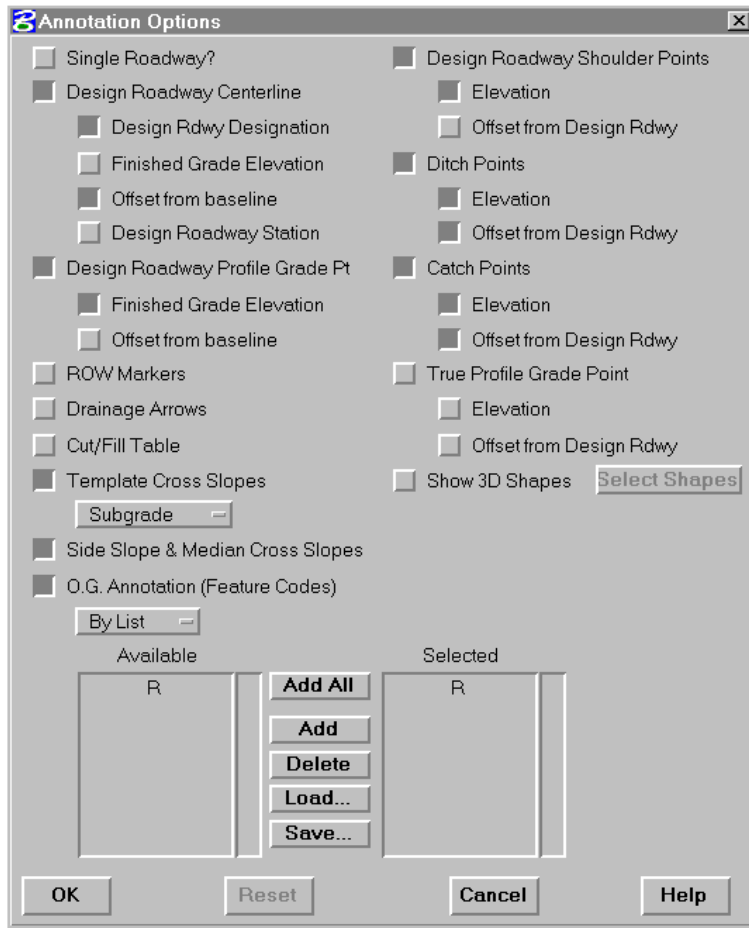 Annotation Options
Single Roadway?
Design Roadway Centerline
Design Rdwy Designation
Finished Grade Elevation
Offset from baseline
Design Roadway Station
Design Roadway Profile Grade Pt
Finished Grade Elevation
Offset from baseline
ROW Markers
Drainage Arrows
Cut/Fill Table
Template Cross Slopes
Subgrade
Side Slope & Median Cross Slopes
O.G. Annotation (Feature Codes)
By List
Design Roadway Shoulder Points
Elevation
Offset from Design Rdwy
Ditch Points
Elevation
Offset from Design Rdwy
Catch Points
Elevation
Offset from Design Rdwy
True Profile Grade Point
Elevation
Offset from Design Rdwy
Show 3D Shapes
Select Shapes
Available
R
Add All
Add
Delete
Load...
Save...
Selected
R
OK
Reset
Cancel
Help